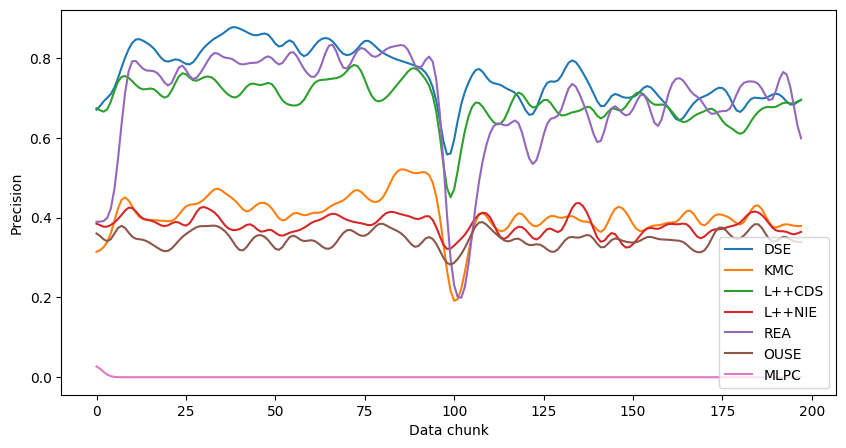 Precision
0.8
0.6
0.4
0.2
0.0
0
25
50
75
100
125
150
175
200
Data chunk
DSE
KMC
L++CDS
L++NIE
REA
OUSE
MLPC